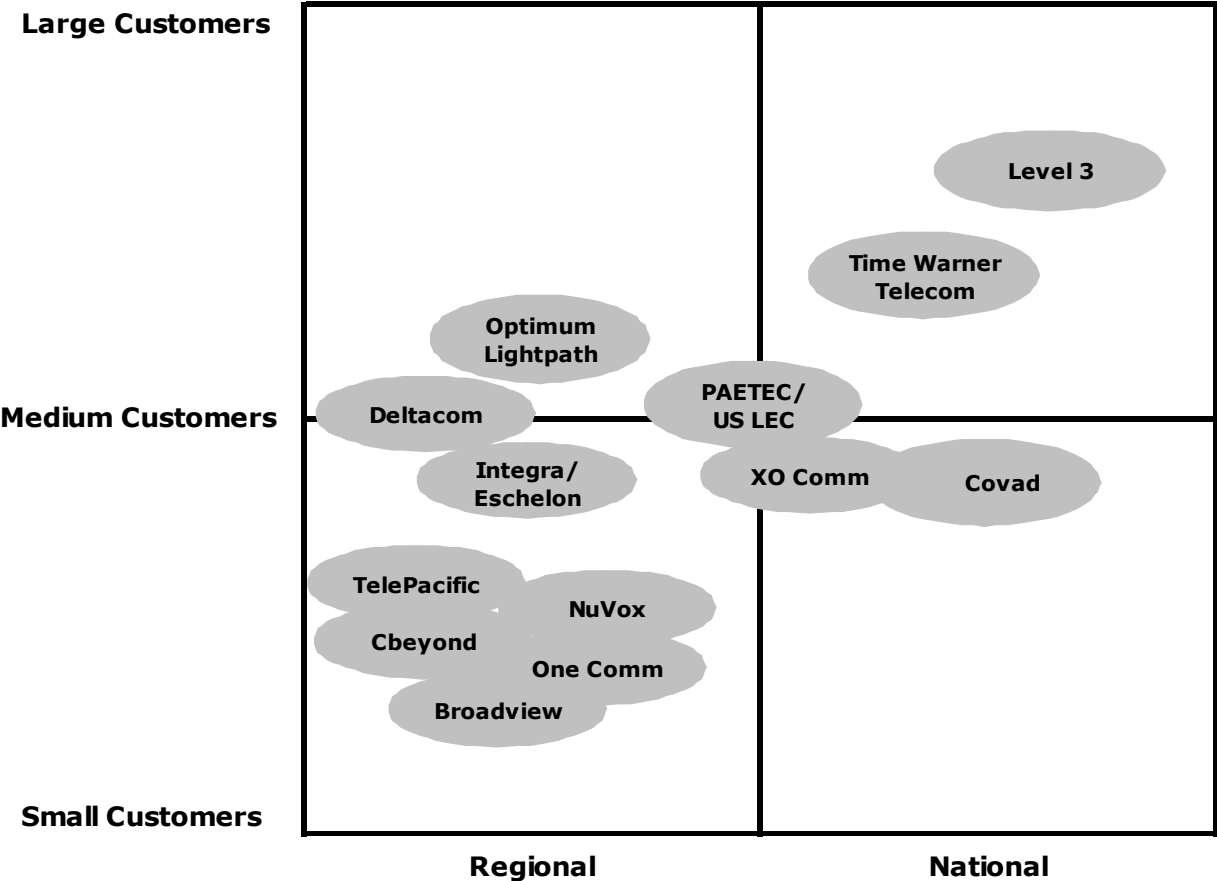 Large Customers
Level 3
Time Warner
Telecom
Optimum
Lightpath
PAETEC/
US LEC
Medium Customers
Deltacom
Integra/
Eschelon
XO Comm
Covad
TelePacific
NuVox
Cbeyond
One Comm
Broadview
Small Customers
Regional
National